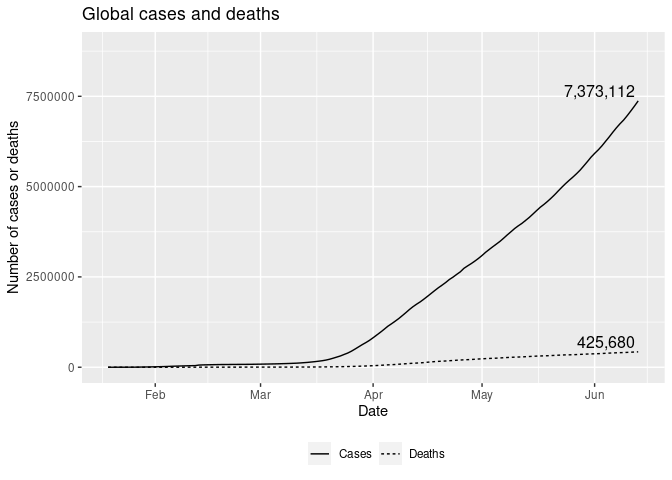 Global cases and deaths
Number of cases or deaths
7500000
5000000
2500000
0
7,373,112
425,680
Feb Mar Apr May Jun
Date
Cases Deaths